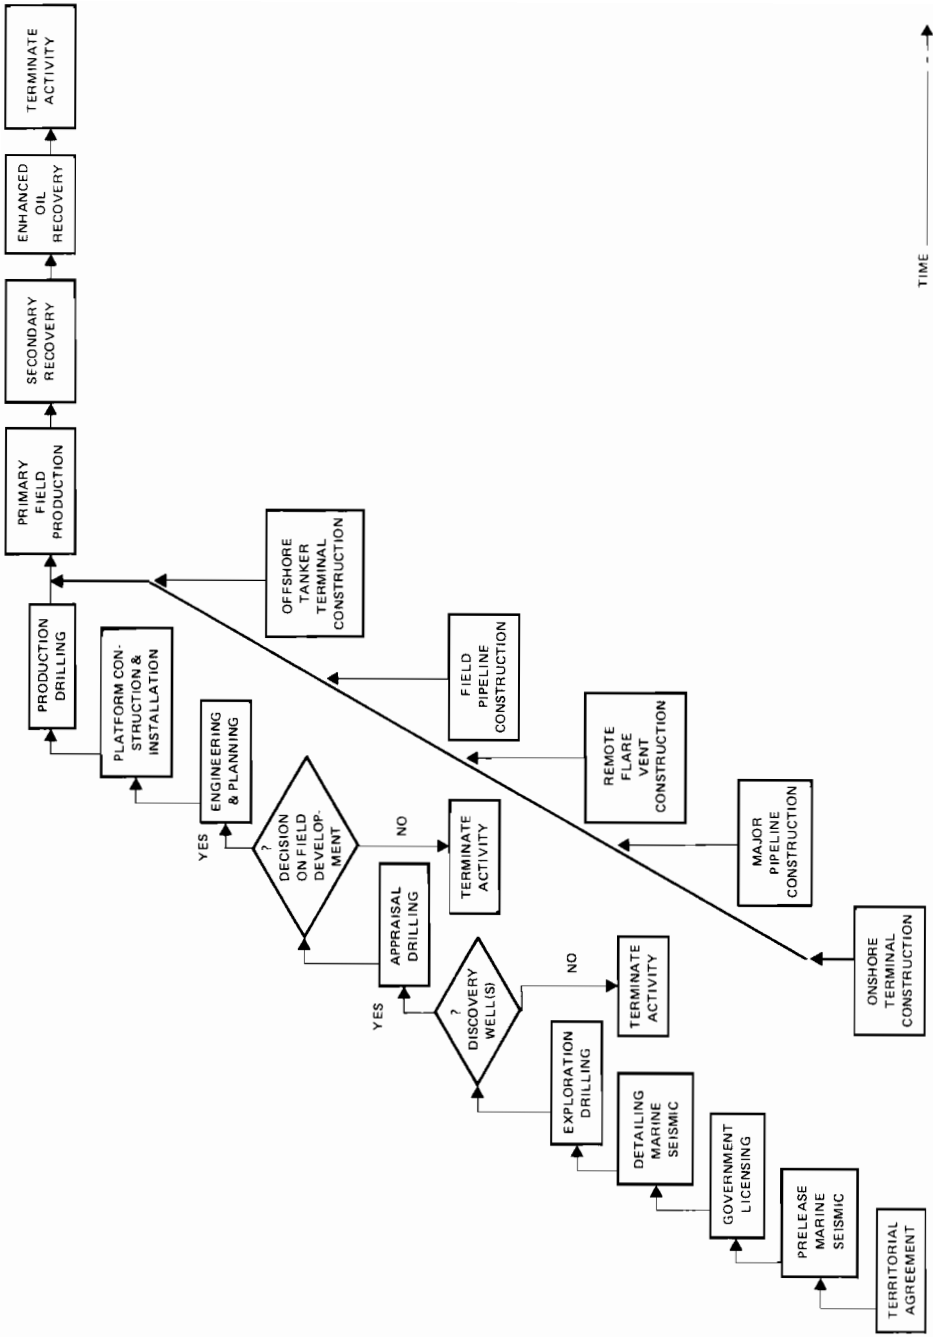 TERRITORIAL
AGREEMENT
PRELEASE
MARINE
SEISMIC
GOVERNMENT
LICENSING
DETAILING
MARINE
SEISMIC
EXPLORATION
DRILLING
?
DISCOVERY
WELL(S)
YES
NO
TERMINATE
ACTIVITY
APPRAISAL
DRILLING
?
DECISION
ON FIELD
DEVELOP-
MENT
YES
NO
TERMINATE
ACTIVITY
ENGINEERING
& PLANNING
PLATFORM CON-
STRUCTION &
INSTALLATION
PRODUCTION
DRILLING
PRIMARY
FIELD
PRODUCTION
SECONDARY
RECOVERY
ENHANCED
OIL
RECOVERY
TERMINATE
ACTIVITY
OFFSHORE
TANKER
TERMINAL
CONSTRUCTION
FIELD
PIPELINE
CONSTRUCTION
REMOTE
FLARE
VENT
CONSTRUCTION
MAJOR
PIPELINE
CONSTRUCTION
ONSHORE
TERMINAL
CONSTRUCTION
TIME